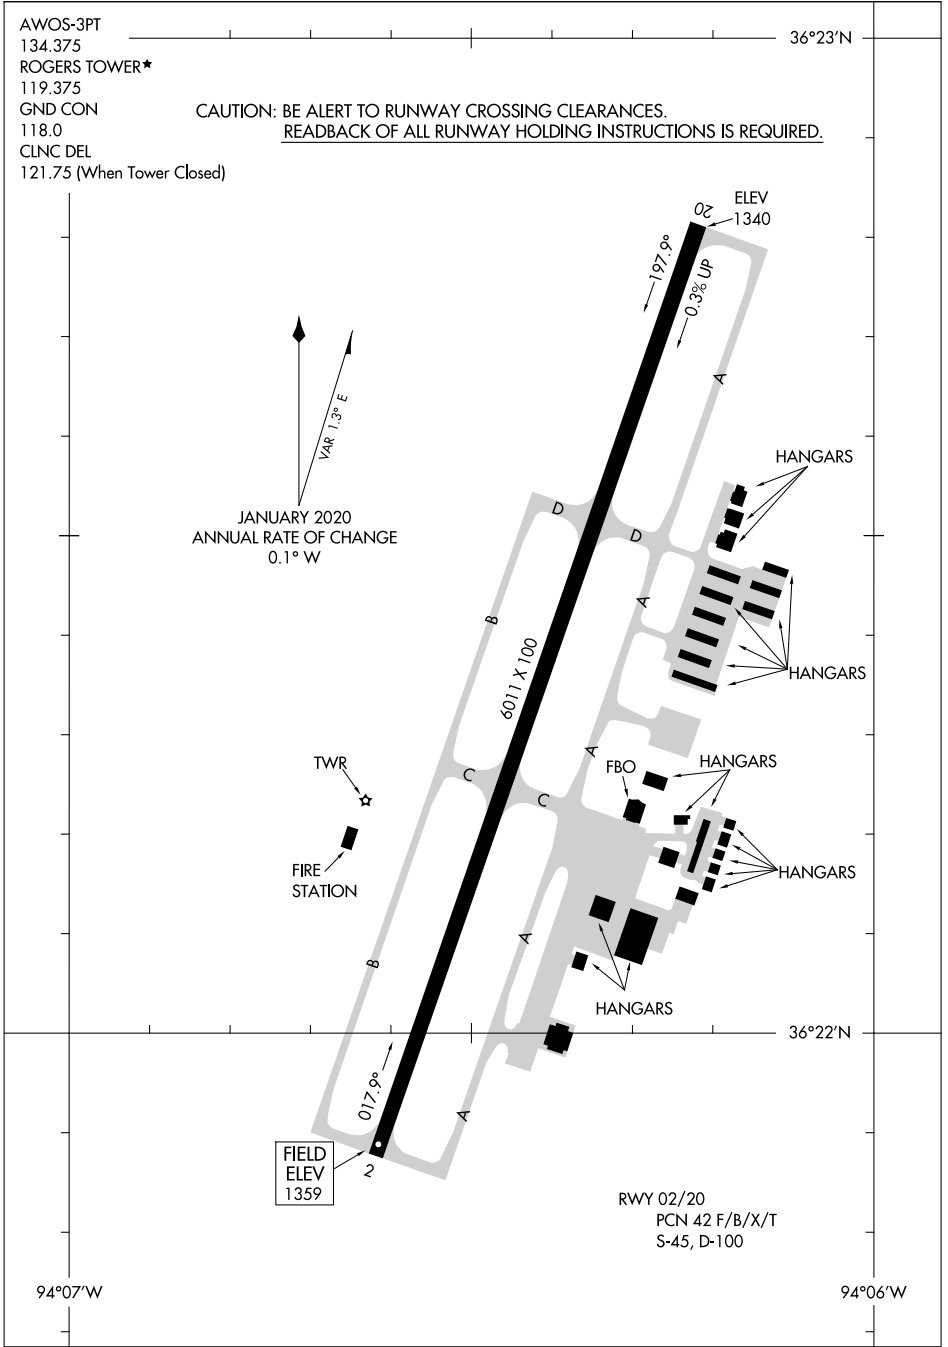 AWOS-3PT
134.375
ROGERS TOWER★
119.375
GND CON
118.0
CLNC DEL
121.75 (When Tower Closed)
36°23'N
CAUTION: BE ALERT TO RUNWAY CROSSING CLEARANCES.
READBACK OF ALL RUNWAY HOLDING INSTRUCTIONS IS REQUIRED.
ELEV
1340
20
197.9°
0.3% UP
A
VAR 1.3° E
JANUARY 2020
ANNUAL RATE OF CHANGE
0.1° W
HANGARS
D
D
A
B
6011 X 100
HANGARS
A
TWR
C
C
FBO
HANGARS
FIRE
STATION
HANGARS
A
B
HANGARS
36°22'N
017.9°
A
FIELD
ELEV
1359
2
RWY 02/20
PCN 42 F/B/X/T
S-45, D-100
94°07'W
94°06'W